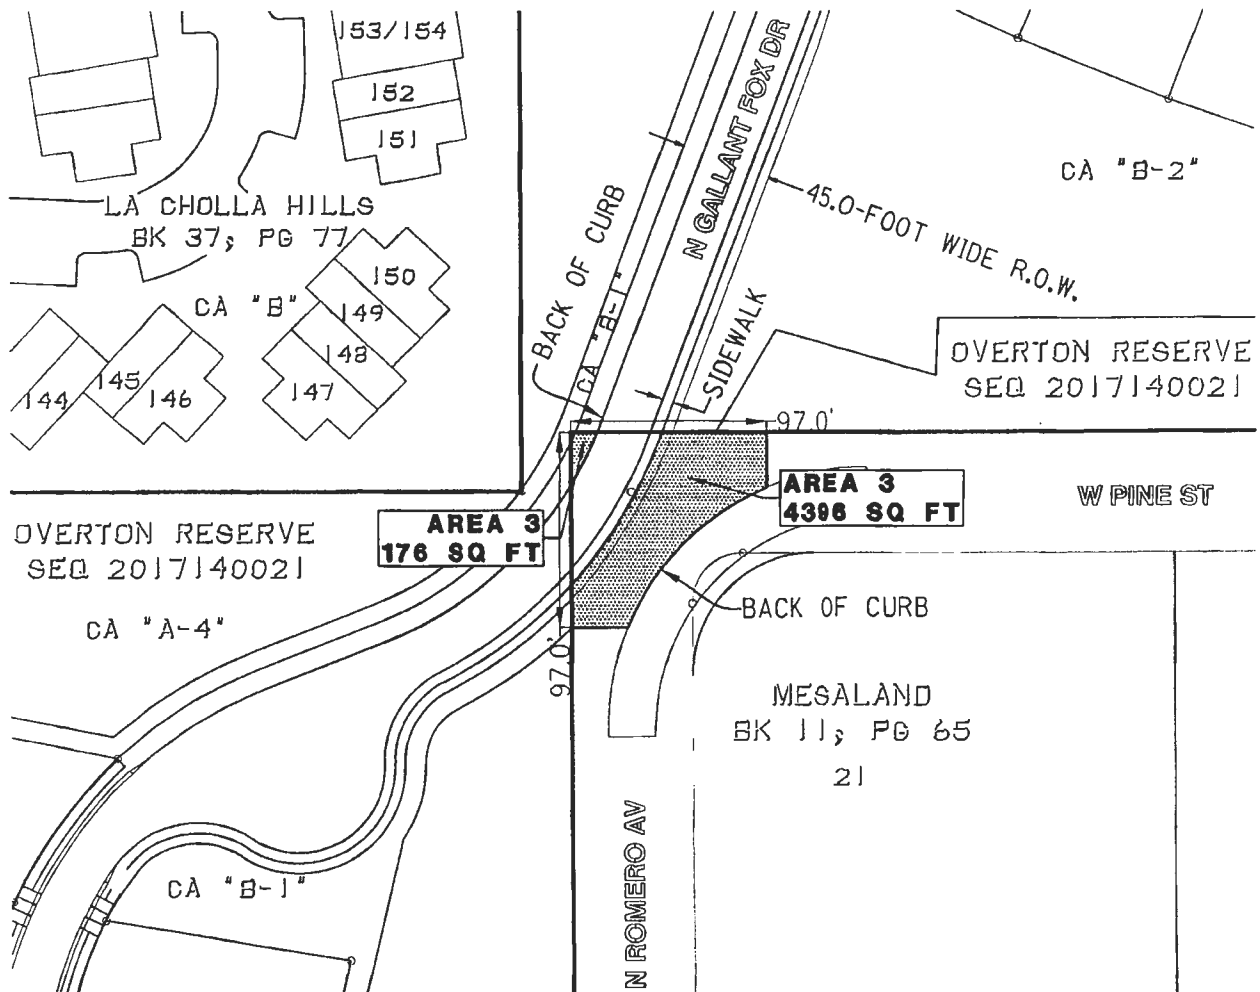 153/154
152
151
LA CHOLLA HILLS
BK 37; PG 77
CA "B"
150
149
148
147
146
145
144
BACK OF CURB
CA "B-1"
N GALLANT FOX DR
SIDEWALK
45.0-FOOT WIDE R.O.W.
CA "B-2"
OVERTON RESERVE
SEQ 2017140021
97.0'
AREA 3
4396 SQ FT
W PINE ST
AREA 3
176 SQ FT
OVERTON RESERVE
SEQ 2017140021
CA "A-4"
97.0'
BACK OF CURB
MESALAND
BK 11; PG 65
21
N ROMERO AV
CA "B-1"